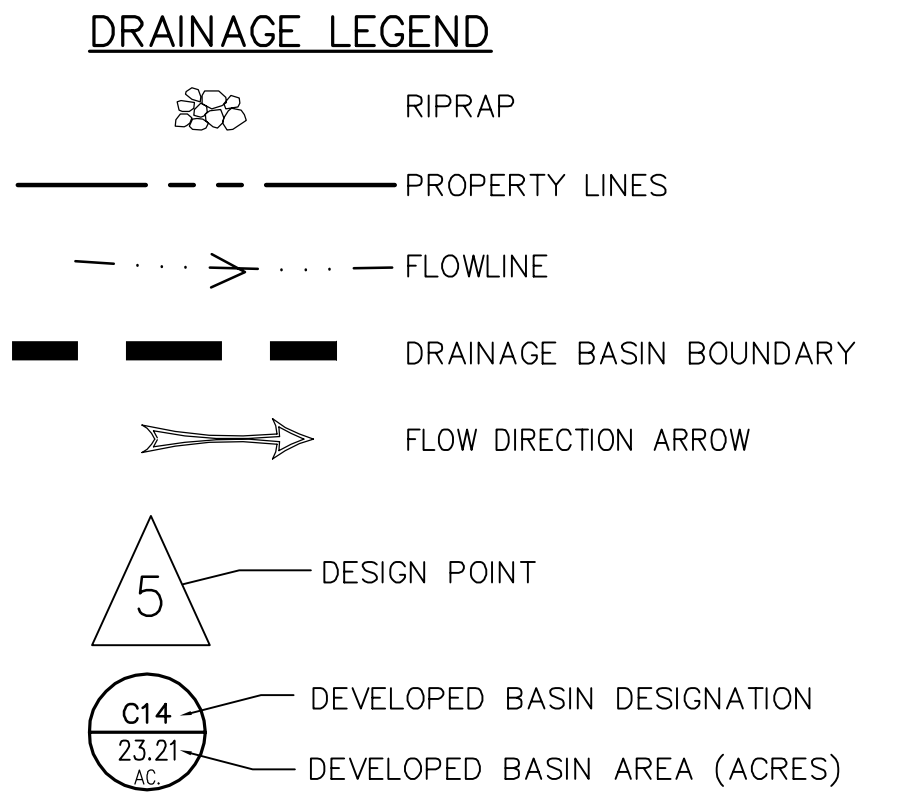 DRAINAGE LEGEND
RIPRAP
PROPERTY LINES
FLOWLINE
DRAINAGE BASIN BOUNDARY
FLOW DIRECTION ARROW
5
DESIGN POINT
C14
DEVELOPED BASIN DESIGNATION
23.21
AC.
DEVELOPED BASIN AREA (ACRES)